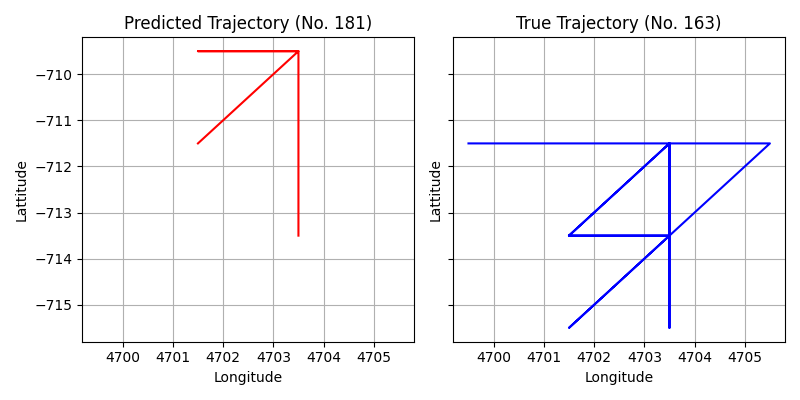 Predicted Trajectory (No. 181)
True Trajectory (No. 163)
Lattitude
−710
−711
−712
−713
−714
−715
4700 4701 4702 4703 4704 4705
Longitude
Lattitude
4700 4701 4702 4703 4704 4705
Longitude